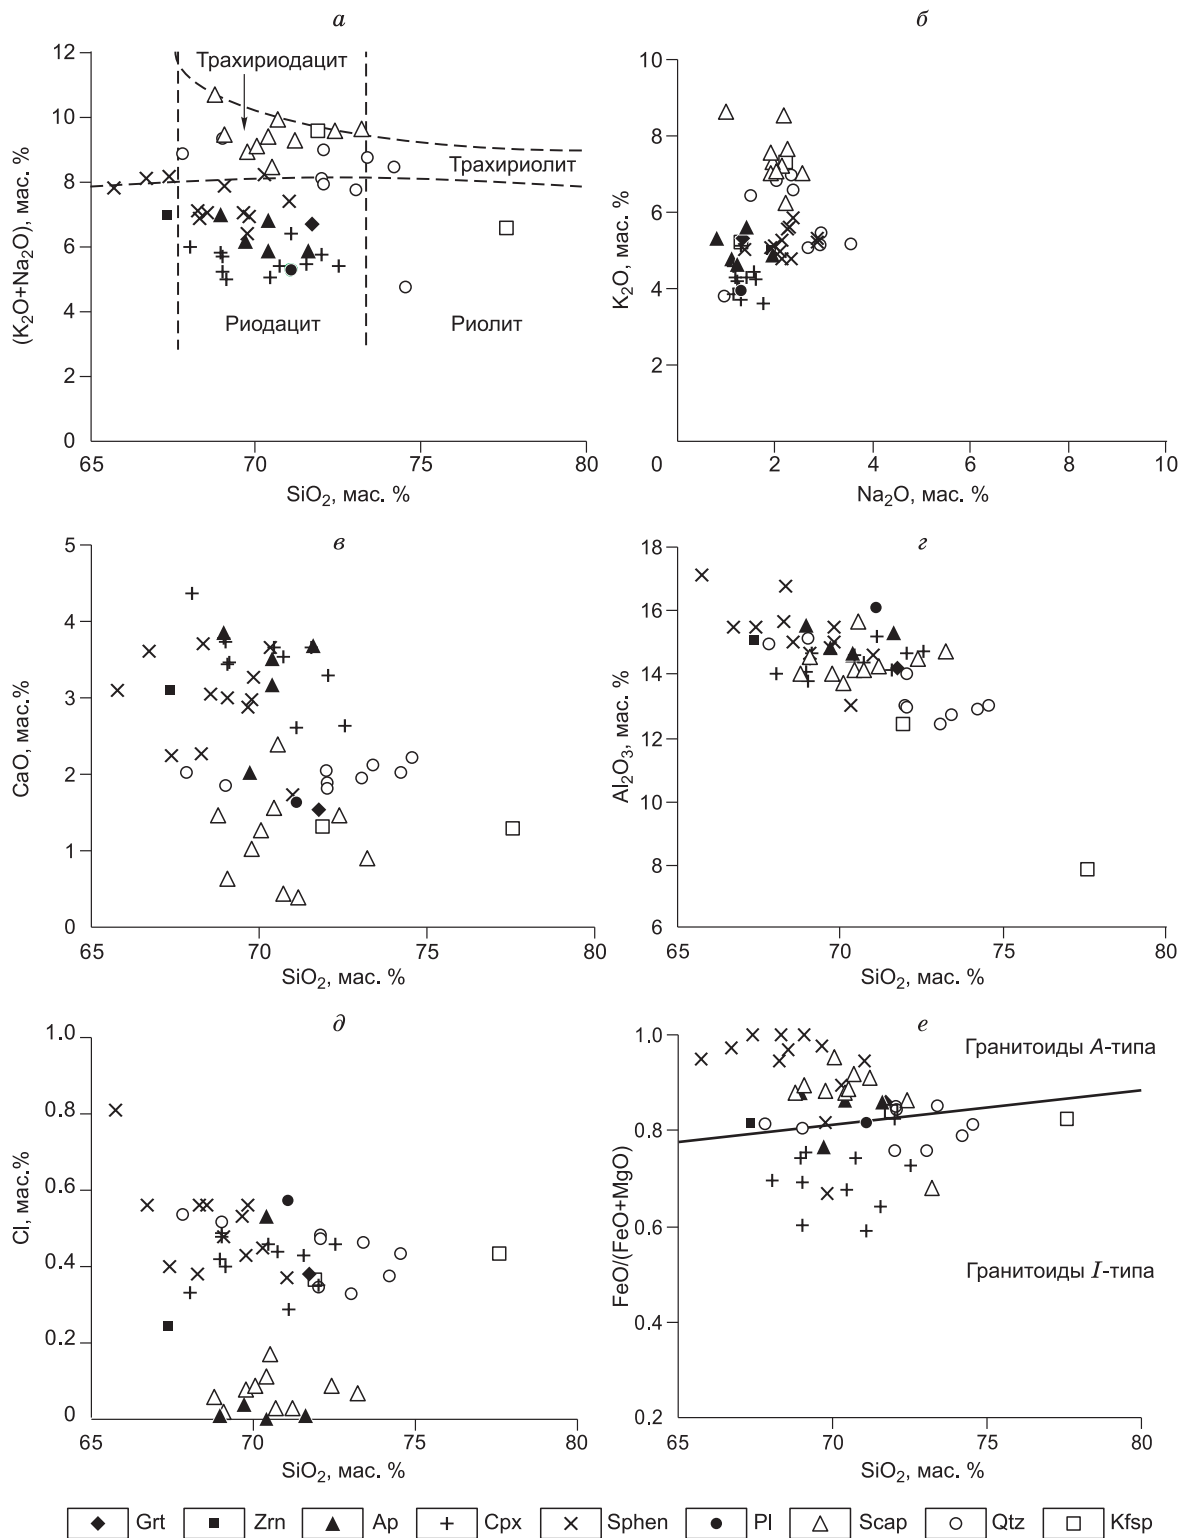 а
12
10
8
6
4
2
0
65
70
75
80
(K₂O+Na₂O), мас. %
SiO₂, мас. %
Трахириодацит
Трахириолит
Риодацит
Риолит
б
10
8
6
4
2
0
2
4
6
8
10
K₂O, мас. %
Na₂O, мас. %
в
5
4
3
2
1
0
65
70
75
80
CaO, мас. %
SiO₂, мас. %
г
18
16
14
12
10
8
6
65
70
75
80
Al₂O₃, мас. %
SiO₂, мас. %
д
1.0
0.8
0.6
0.4
0.2
0
65
70
75
80
Cl, мас.%
SiO₂, мас. %
е
1.0
0.8
0.6
0.4
0.2
65
70
75
80
FeO/(FeO+MgO)
SiO₂, мас. %
Гранитоиды A-типа
Гранитоиды I-типа
Grt
Zrn
Ap
Cpx
Sphen
Pl
Scap
Qtz
Kfsp